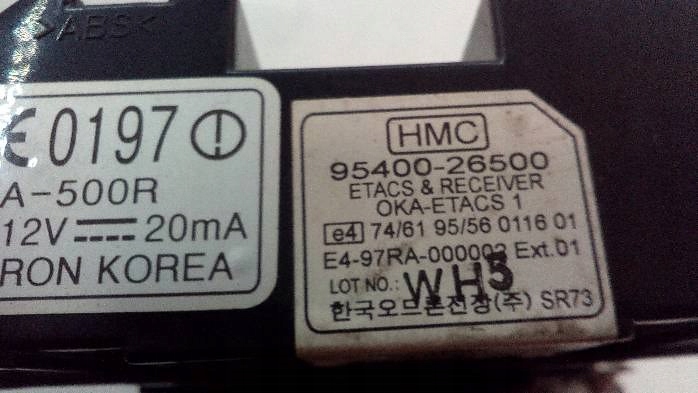 >ABS<
CE0197
A-500R
12V 20mA
RON KOREA
HMC
95400-26500
ETACS & RECEIVER
OKA-ETACS 1
e4 74/61 95/56 0116 01
E4-97RA-000002 Ext.01
LOT NO.: WH5
한국오므론전장(주) SR73